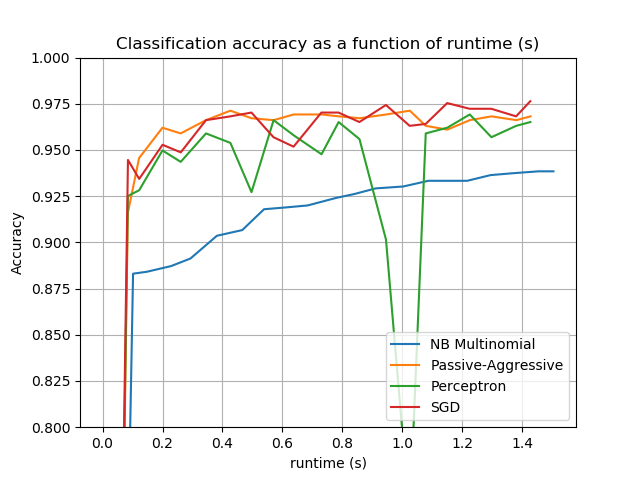 Classification accuracy as a function of runtime (s)
1.000
0.975
0.950
0.925
0.900
0.875
0.850
0.825
0.800
Accuracy
NB Multinomial
Passive-Aggressive
Perceptron
SGD
0.0 0.2 0.4 0.6 0.8 1.0 1.2 1.4
runtime (s)